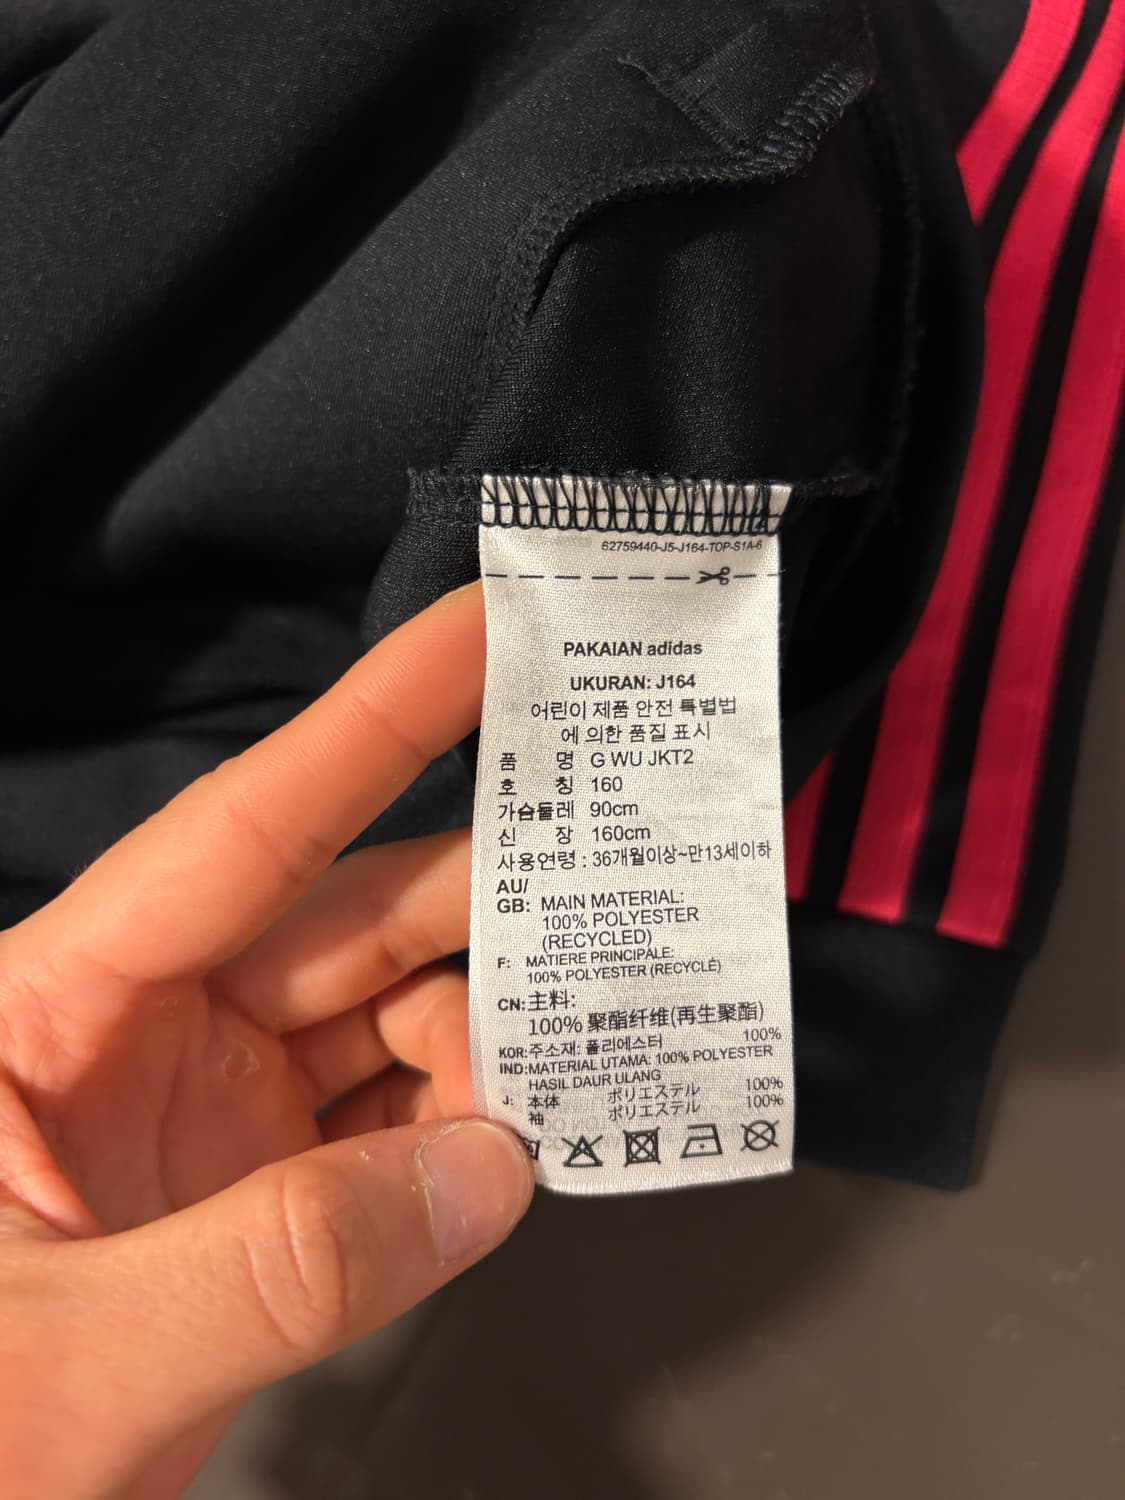 62759440-J5-J164-TOP-S1A-6
PAKAIAN adidas
UKURAN: J164
어린이 제품 안전 특별법
에 의한 품질 표시
품 명 G WU JKT2
호 칭 160
가슴둘레 90cm
신 장 160cm
사용연령 : 36개월이상~만13세이하
AU/
GB: MAIN MATERIAL:
100% POLYESTER
(RECYCLED)
F: MATIERE PRINCIPALE:
100% POLYESTER (RECYCLÉ)
CN: 主料:
100% 聚酯纤维(再生聚酯)
KOR: 주소재: 폴리에스터 100%
IND: MATERIAL UTAMA: 100% POLYESTER
HASIL DAUR ULANG
J: 本体 ポリエステル 100%
袖 ポリエステル 100%